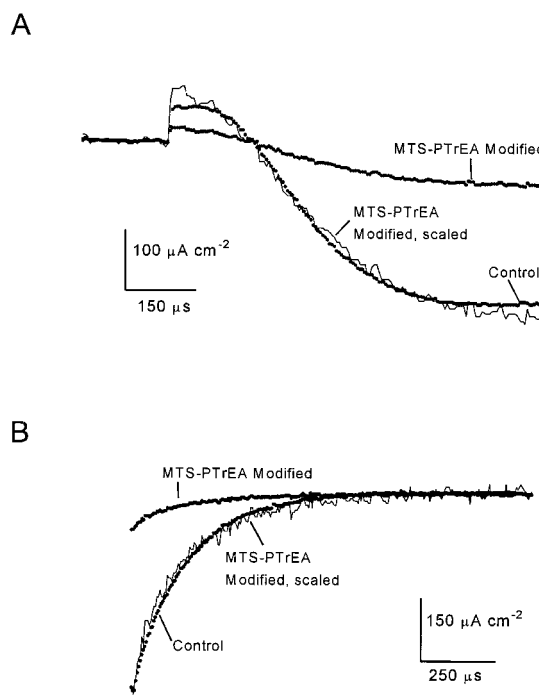 A
MTS-PTrEA Modified
MTS-PTrEA
Modified, scaled
100 μA cm-2
150 μs
Control
B
MTS-PTrEA Modified
MTS-PTrEA
Modified, scaled
Control
150 μA cm-2
250 μs